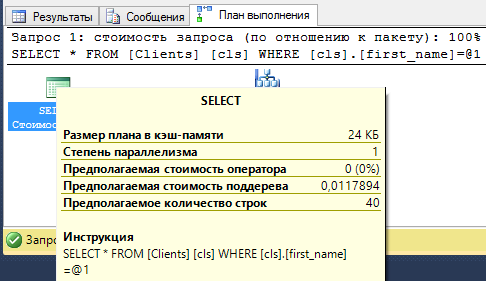 Результаты Сообщения План выполнения
Запрос 1: стоимость запроса (по отношению к пакету): 100%
SELECT * FROM [Clients] [cls] WHERE [cls].[first_name]=@1
SELECT
Стоимос
Размер плана в кэш-памяти 24 КБ
Степень параллелизма 1
Предполагаемая стоимость оператора 0 (0%)
Предполагаемая стоимость поддерева 0,0117894
Предполагаемое количество строк 40
Инструкция
Запро
SELECT * FROM [Clients] [cls] WHERE [cls].[first_name]
=@1